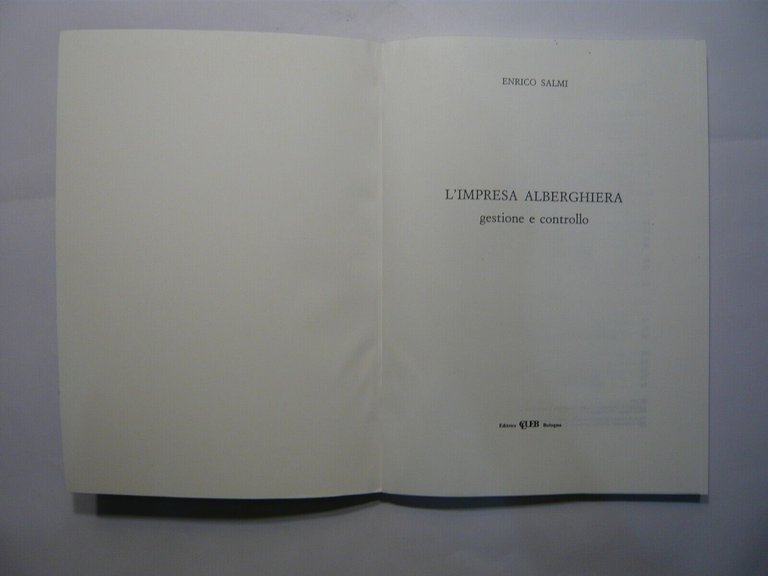 ENRICO SALMI
L'IMPRESA ALBERGHIERA
gestione e controllo
Editrice CLUEB Bologna